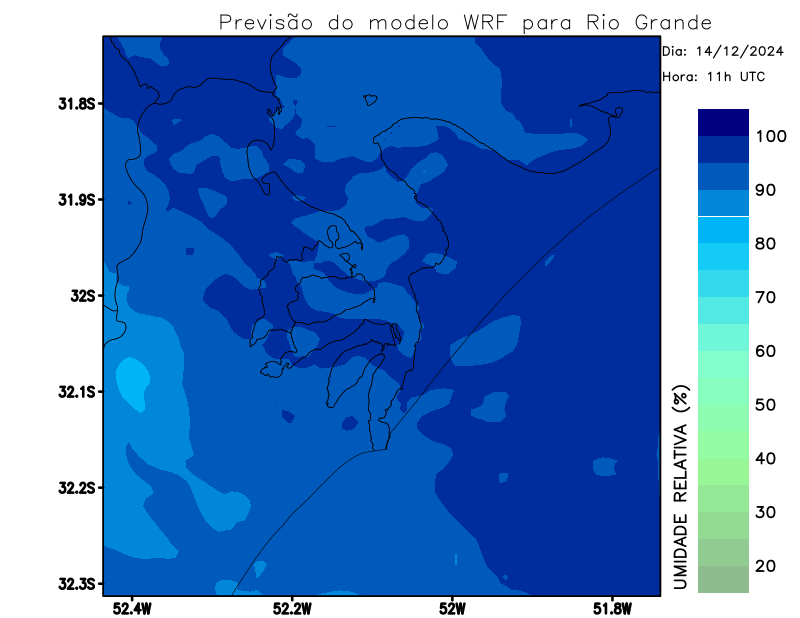 Previsão do modelo WRF para Rio Grande
Dia: 14/12/2024
Hora: 11h UTC
31.8S
31.9S
32S
32.1S
32.2S
32.3S
52.4W
52.2W
52W
51.8W
100
90
80
70
60
50
40
30
20
UMIDADE RELATIVA (%)